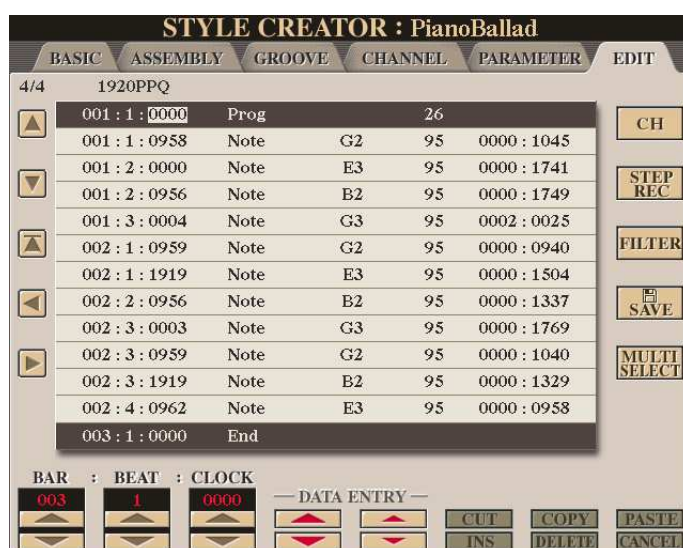 STYLE CREATOR : PianoBallad
BASIC ASSEMBLY GROOVE CHANNEL PARAMETER EDIT
4/4 1920PPQ
001 : 1 : 0000 Prog 26
001 : 1 : 0958 Note G2 95 0000 : 1045
001 : 2 : 0000 Note E3 95 0000 : 1741
001 : 2 : 0956 Note B2 95 0000 : 1749
001 : 3 : 0004 Note G3 95 0002 : 0025
002 : 1 : 0959 Note G2 95 0000 : 0940
002 : 1 : 1919 Note E3 95 0000 : 1504
002 : 2 : 0956 Note B2 95 0000 : 1337
002 : 3 : 0003 Note G3 95 0000 : 1769
002 : 3 : 0959 Note G2 95 0000 : 1040
002 : 3 : 1919 Note B2 95 0000 : 1329
002 : 4 : 0962 Note E3 95 0000 : 0958
003 : 1 : 0000 End
CH
STEP
REC
FILTER
SAVE
MULTI
SELECT
BAR : BEAT : CLOCK
003 1 0000
DATA ENTRY
CUT COPY PASTE
INS DELETE CANCEL